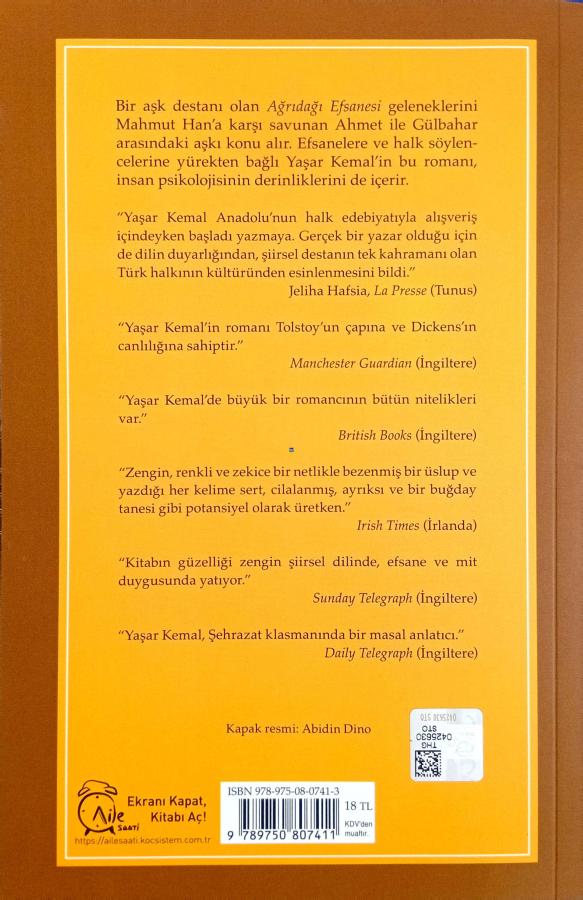 Bir aşk destanı olan Ağrıdağı Efsanesi geleneklerini
Mahmut Han'a karşı savunan Ahmet ile Gülbahar
arasındaki aşkı konu alır. Efsanelere ve halk söylen-
celerine yürekten bağlı Yaşar Kemal'in bu romanı,
insan psikolojisinin derinliklerini de içerir.
“Yaşar Kemal Anadolu'nun halk edebiyatıyla alışveriş
içindeyken başladı yazmaya. Gerçek bir yazar olduğu için
de dilin duyarlığından, şiirsel destanın tek kahramanı olan
Türk halkının kültüründen esinlenmesini bildi.”
Jeliha Hafsia, La Presse (Tunus)
“Yaşar Kemal'in romanı Tolstoy'un çapına ve Dickens'ın
canlılığına sahiptir.”
Manchester Guardian (İngiltere)
“Yaşar Kemal'de büyük bir romancının bütün nitelikleri
var.”
British Books (İngiltere)
“Zengin, renkli ve zekice bir netlikle bezenmiş bir üslup ve
yazdığı her kelime sert, cilalanmış, ayrıksı ve bir buğday
tanesi gibi potansiyel olarak üretken.”
Irish Times (İrlanda)
“Kitabın güzelliği zengin şiirsel dilinde, efsane ve mit
duygusunda yatıyor.”
Sunday Telegraph (İngiltere)
“Yaşar Kemal, Şehrazat klasmanında bir masal anlatıcı.”
Daily Telegraph (İngiltere)
Kapak resmi: Abidin Dino
0425630 STO
THG
0425630
STO
Aile
SAATİ
Ekranı Kapat,
Kitabı Aç!
https://ailesaati.kocsistem.com.tr
ISBN 978-975-08-0741-3
9 789750 807411
18 TL
KDV'den
muaftır.